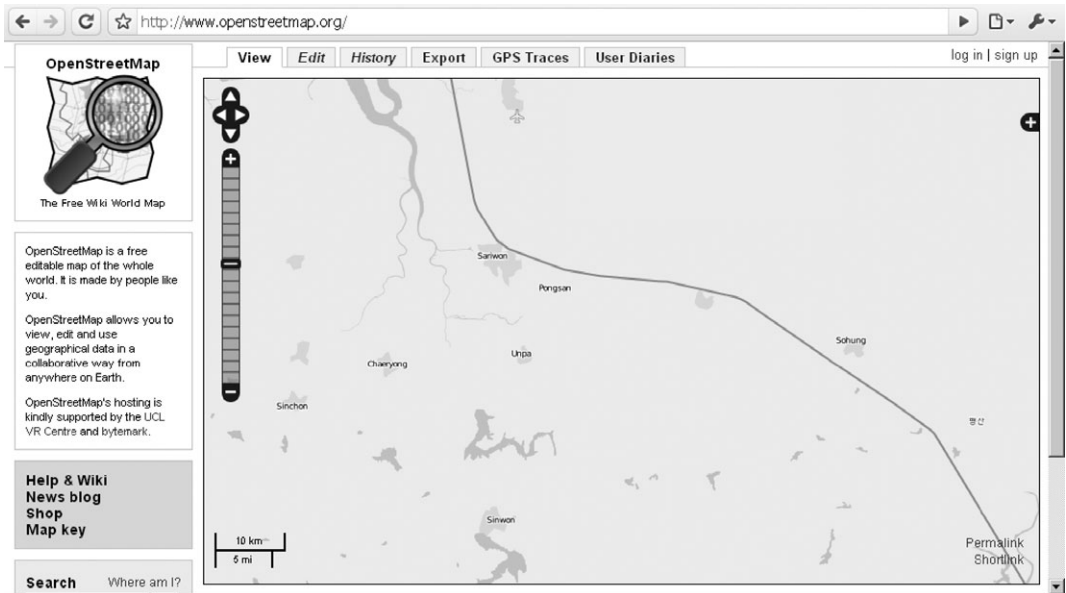 http://www.openstreetmap.org/
OpenStreetMap
The Free Wiki World Map
View Edit History Export GPS Traces User Diaries
log in | sign up
OpenStreetMap is a free
editable map of the whole
world. It is made by people like
you.
OpenStreetMap allows you to
view, edit and use
geographical data in a
collaborative way from
anywhere on Earth.
OpenStreetMap's hosting is
kindly supported by the UCL
VR Centre and bytemark.
Help & Wiki
News blog
Shop
Map key
Search Where am I?
Sariwon
Pongsan
Sohung
Unpa
Chaeryong
Sinchon
평산
Sinwon
10 km
5 mi
Permalink
Shortlink